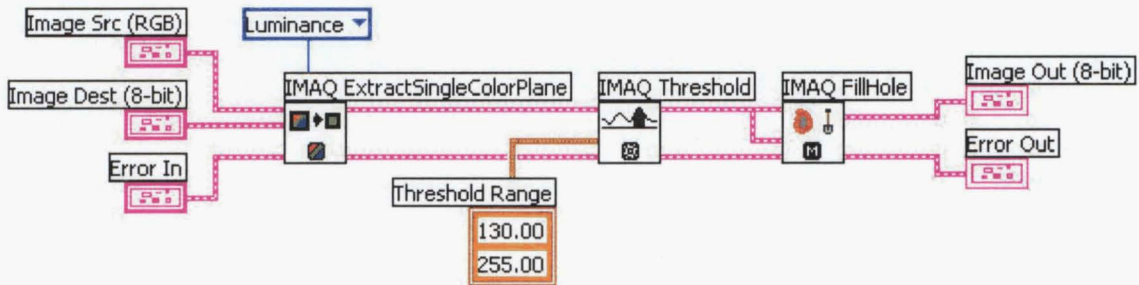 Image Src (RGB)
Luminance
Image Dest (8-bit)
IMAQ ExtractSingleColorPlane
IMAQ Threshold
IMAQ FillHole
Image Out (8-bit)
Error In
Error Out
Threshold Range
130.00
255.00
M